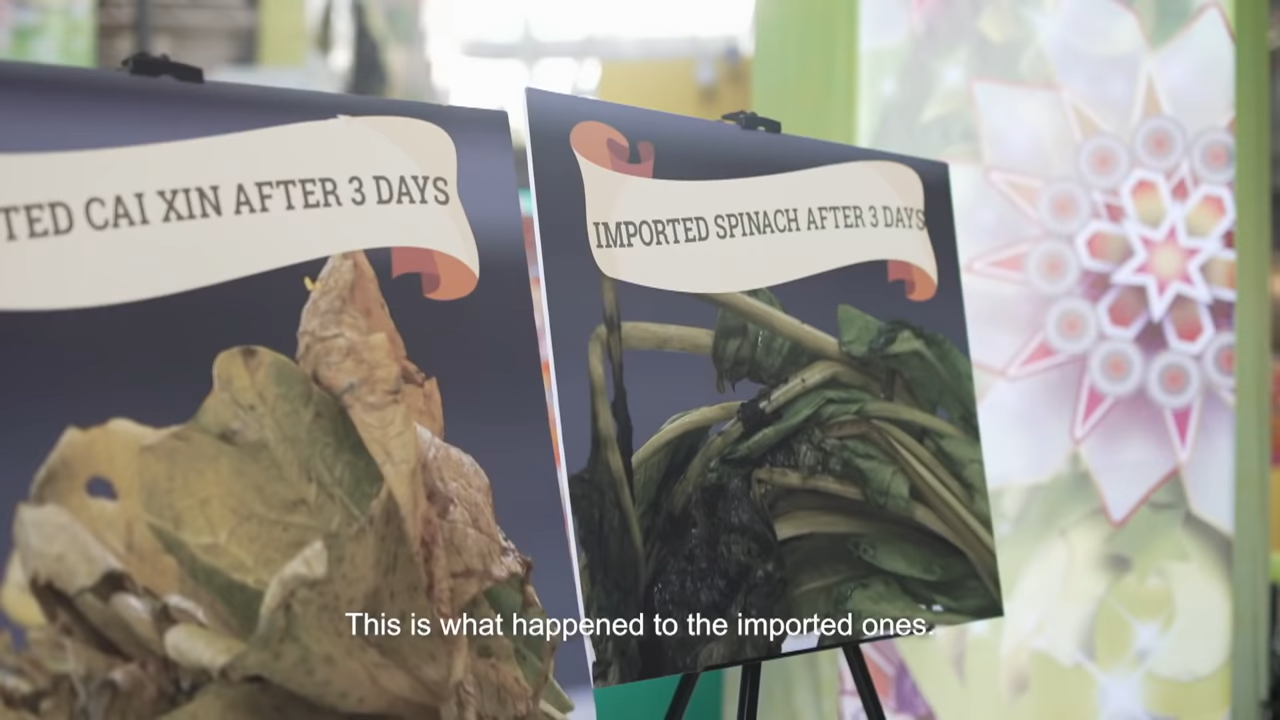 TED CAI XIN AFTER 3 DAYS
IMPORTED SPINACH AFTER 3 DAYS
This is what happened to the imported ones.